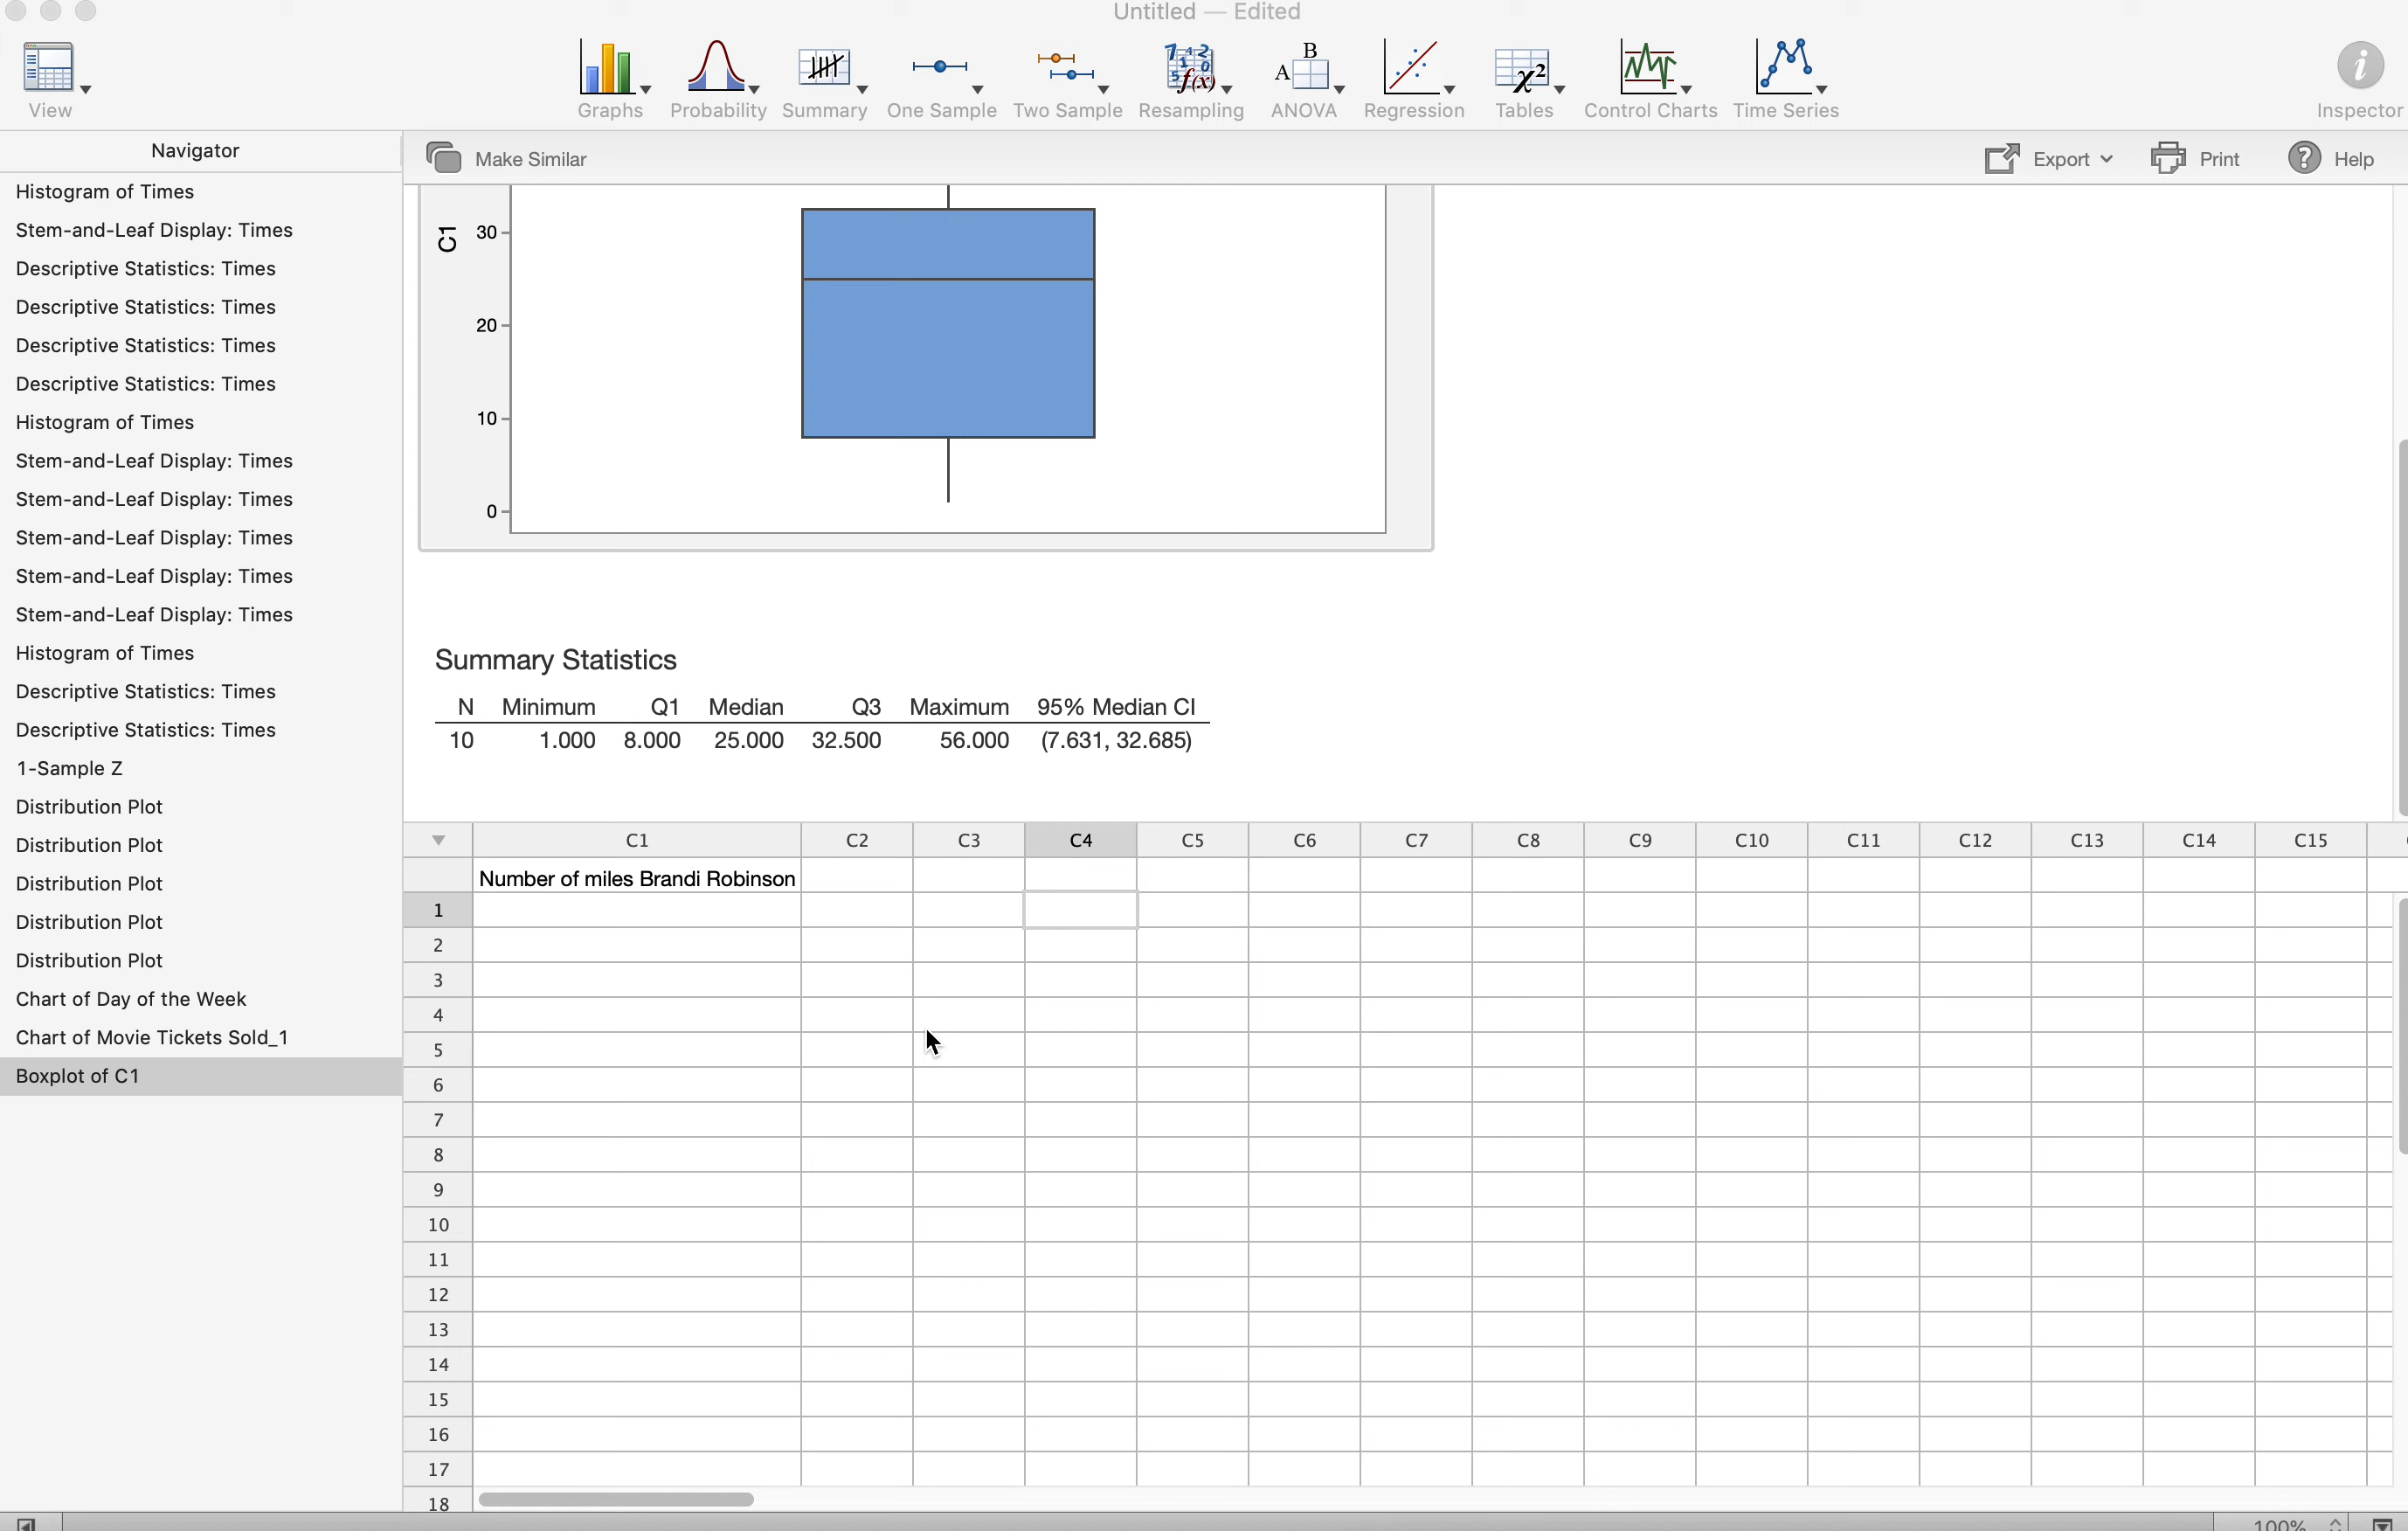 Untitled — Edited
View
Graphs Probability Summary One Sample Two Sample Resampling ANOVA Regression Tables Control Charts Time Series
Inspector
Navigator
Make Similar
Export Print Help
Histogram of Times
Stem-and-Leaf Display: Times
Descriptive Statistics: Times
Descriptive Statistics: Times
Descriptive Statistics: Times
Descriptive Statistics: Times
Histogram of Times
Stem-and-Leaf Display: Times
Stem-and-Leaf Display: Times
Stem-and-Leaf Display: Times
Stem-and-Leaf Display: Times
Stem-and-Leaf Display: Times
Histogram of Times
Descriptive Statistics: Times
Descriptive Statistics: Times
1-Sample Z
Distribution Plot
Distribution Plot
Distribution Plot
Distribution Plot
Distribution Plot
Chart of Day of the Week
Chart of Movie Tickets Sold_1
Boxplot of C1
C1
30
20
10
0
Summary Statistics
N Minimum Q1 Median Q3 Maximum 95% Median CI
10 1.000 8.000 25.000 32.500 56.000 (7.631, 32.685)
C1 C2 C3 C4 C5 C6 C7 C8 C9 C10 C11 C12 C13 C14 C15
Number of miles Brandi Robinson
1
2
3
4
5
6
7
8
9
10
11
12
13
14
15
16
17
18
100%